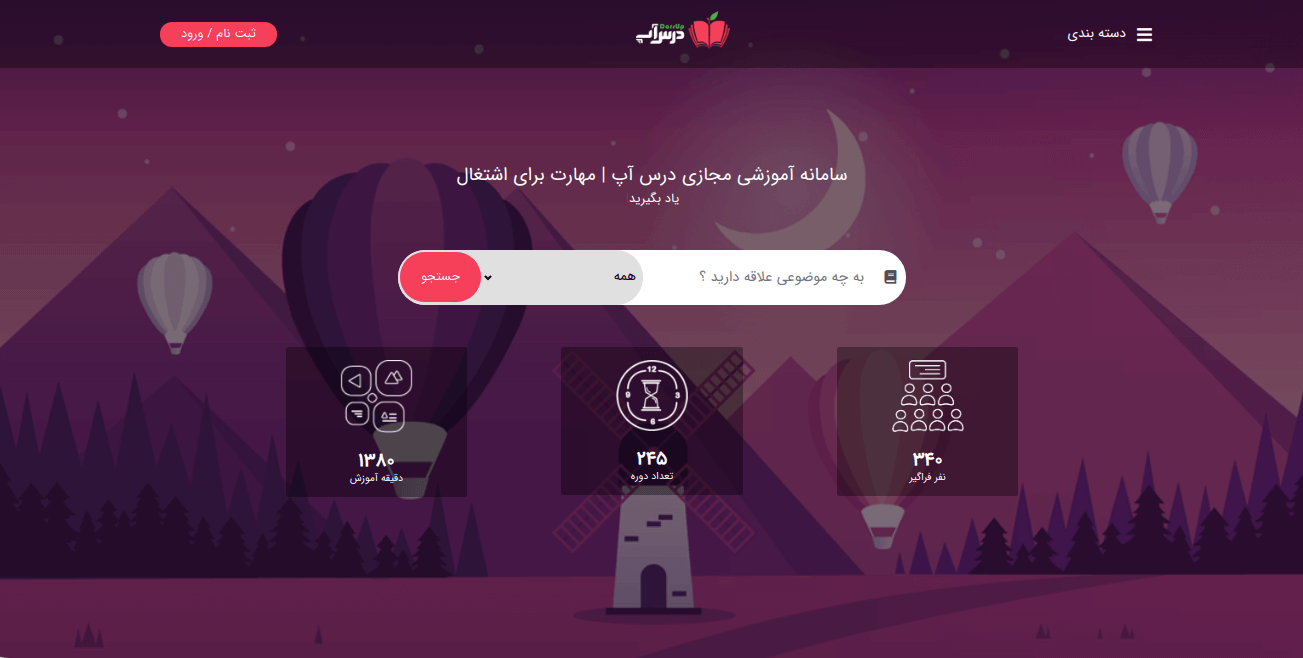 دسته بندی
DarsUp
درس آپ
ثبت نام / ورود
سامانه آموزشی مجازی درس آپ | مهارت برای اشتغال
یاد بگیرید
به چه موضوعی علاقه دارید ؟
همه
جستجو
۳۴۰
نفر فراگیر
12
3
6
9
۲۴۵
تعداد دوره
۱۳۸۰
دقیقه آموزش